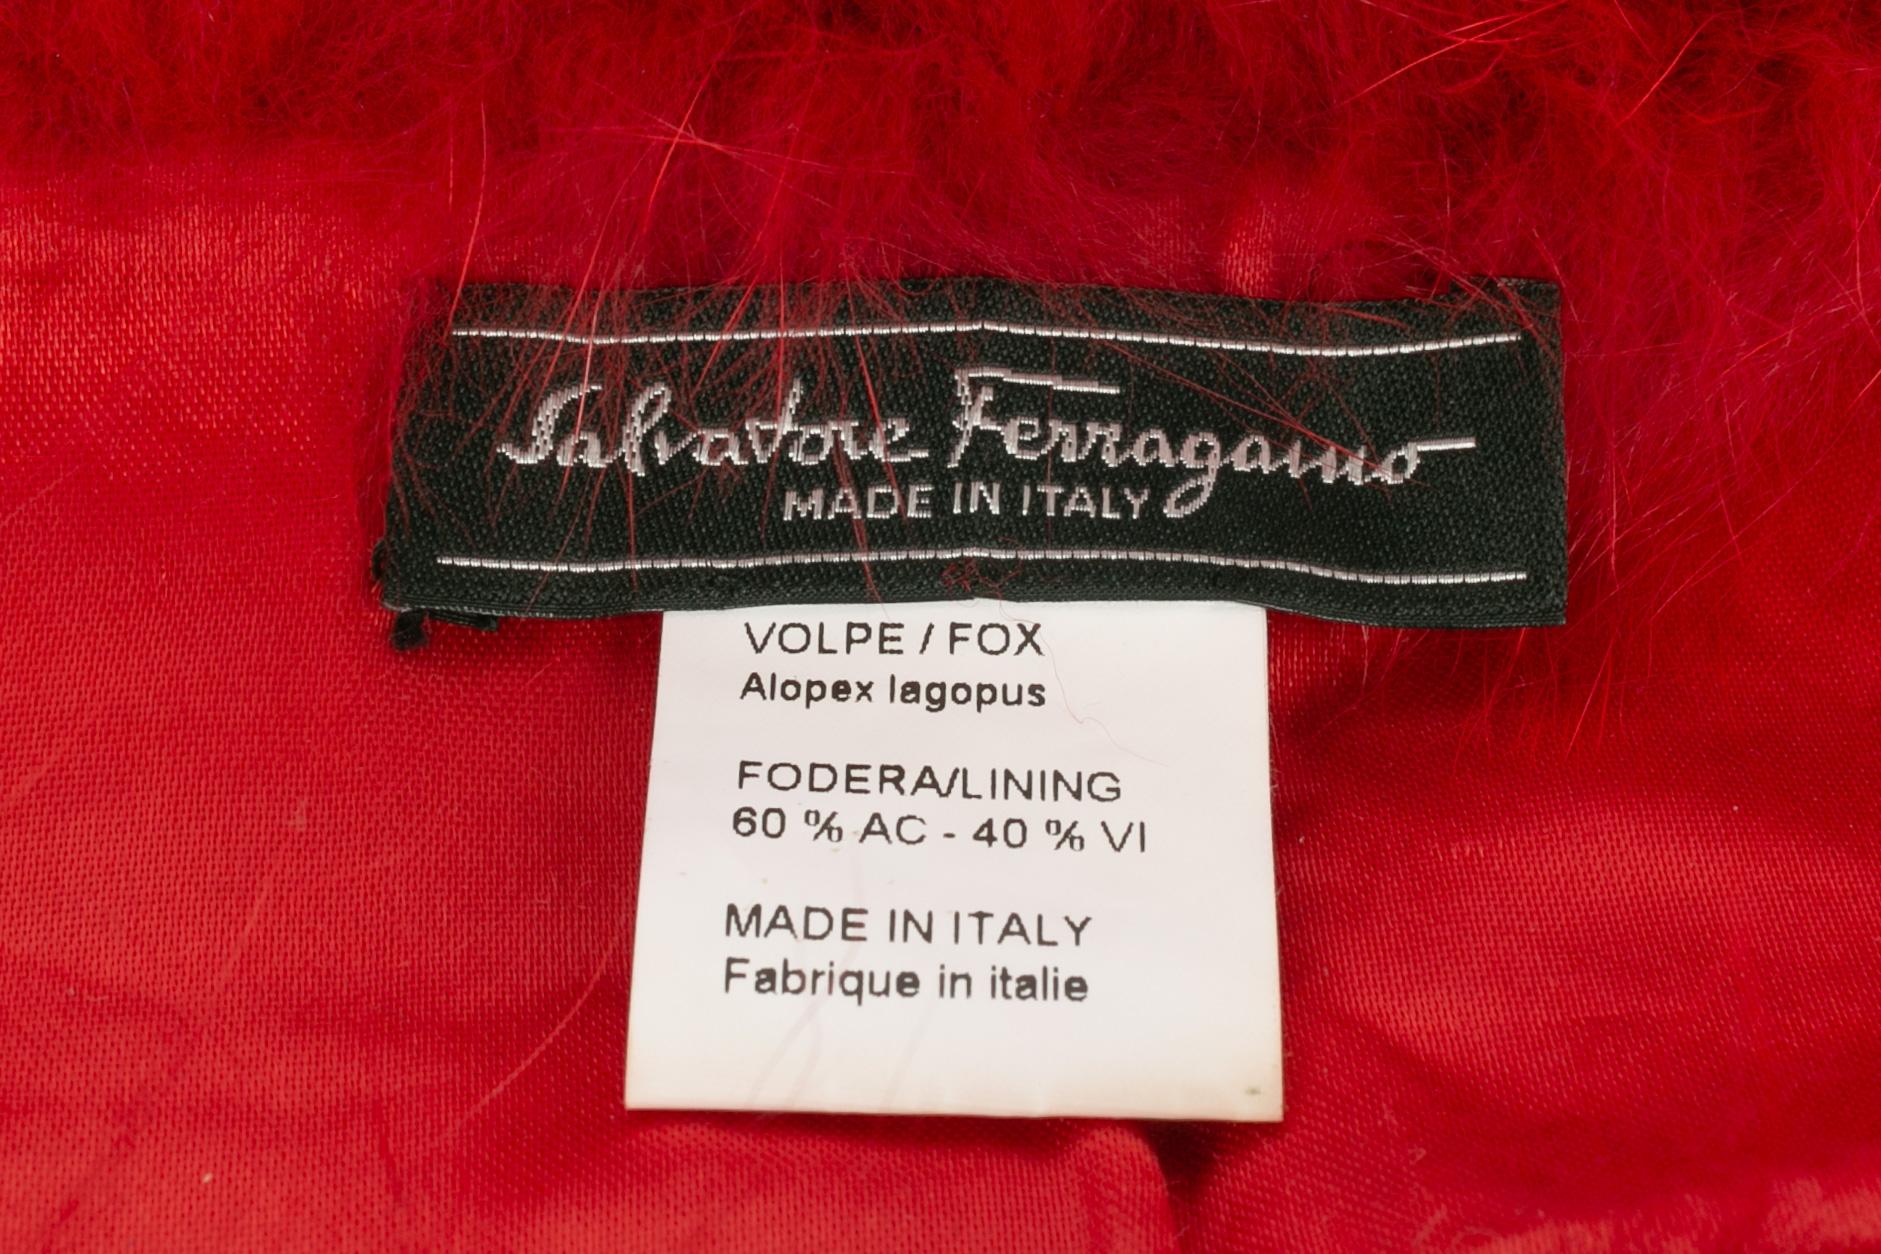 Salvatore Ferragamo
MADE IN ITALY
VOLPE / FOX
Alopex lagopus
FODERA/LINING
60 % AC - 40 % VI
MADE IN ITALY
Fabrique in italie